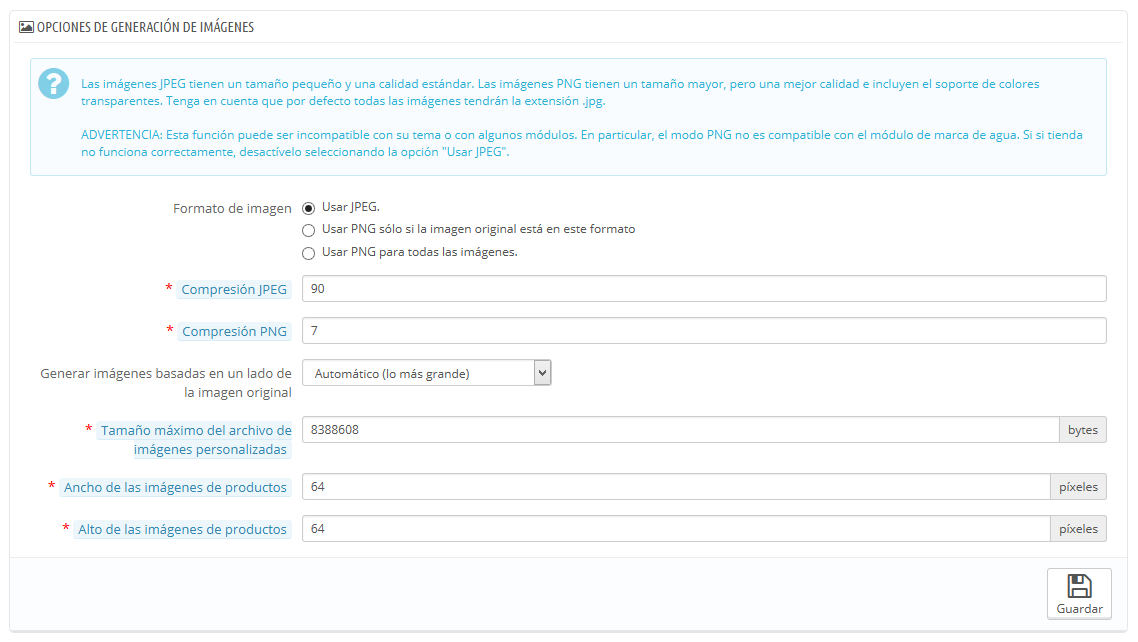 OPCIONES DE GENERACIÓN DE IMÁGENES
?
Las imágenes JPEG tienen un tamaño pequeño y una calidad estándar. Las imágenes PNG tienen un tamaño mayor, pero una mejor calidad e incluyen el soporte de colores
transparentes. Tenga en cuenta que por defecto todas las imágenes tendrán la extensión .jpg.
ADVERTENCIA: Esta función puede ser incompatible con su tema o con algunos módulos. En particular, el modo PNG no es compatible con el módulo de marca de agua. Si si tienda
no funciona correctamente, desactívelo seleccionando la opción "Usar JPEG".
Formato de imagen Usar JPEG.
Usar PNG sólo si la imagen original está en este formato
Usar PNG para todas las imágenes.
* Compresión JPEG 90
* Compresión PNG 7
Generar imágenes basadas en un lado de
la imagen original Automático (lo más grande)
* Tamaño máximo del archivo de
imágenes personalizadas 8388608 bytes
* Ancho de las imágenes de productos 64 píxeles
* Alto de las imágenes de productos 64 píxeles
Guardar